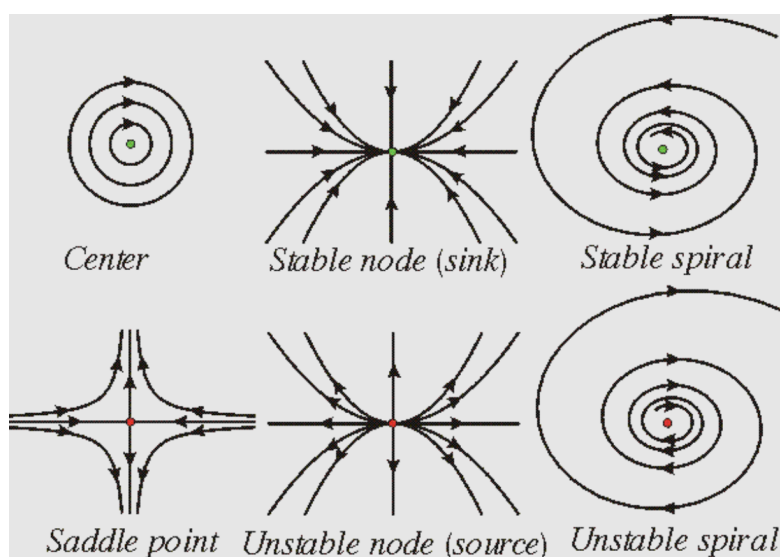 Center
Stable node (sink)
Stable spiral
Saddle point
Unstable node (source)
Unstable spiral